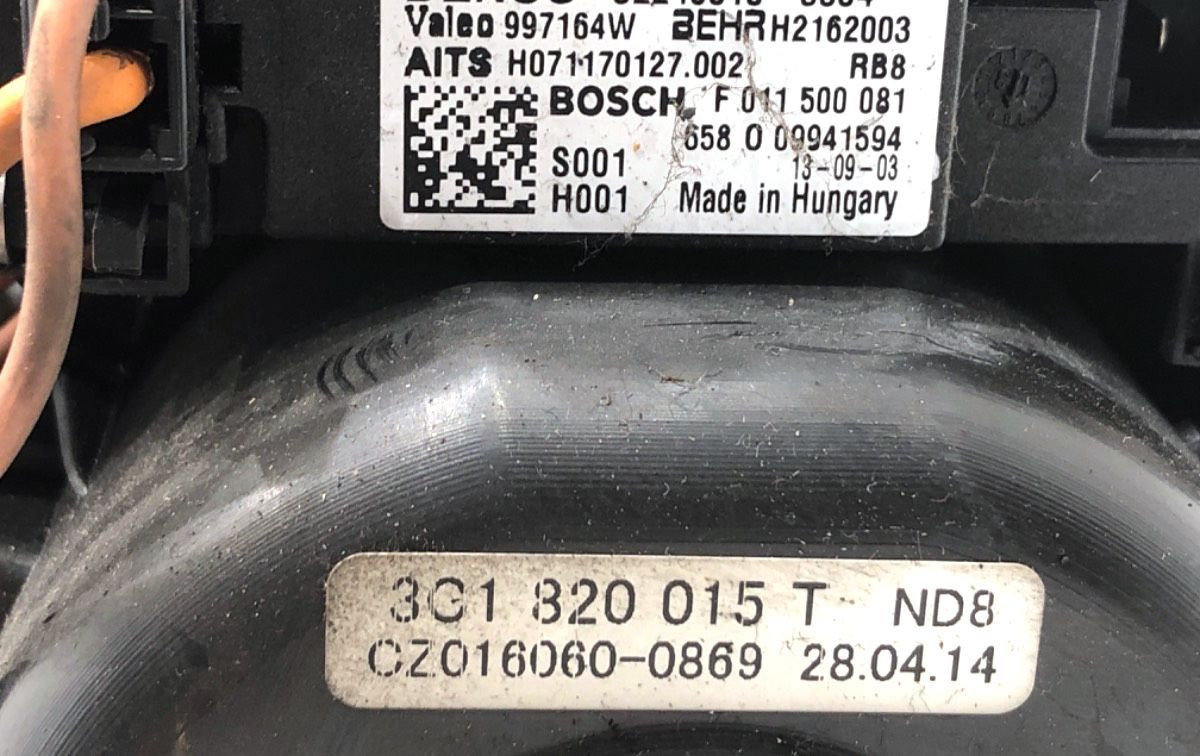 Valeo 997164W BEHR H2162003
AITS H071170127.002 RB8
BOSCH F 011 500 081
658 0 09941594
S001 13-09-03
H001 Made in Hungary
3G1 820 015 T ND8
CZ016060-0869 28.04.14